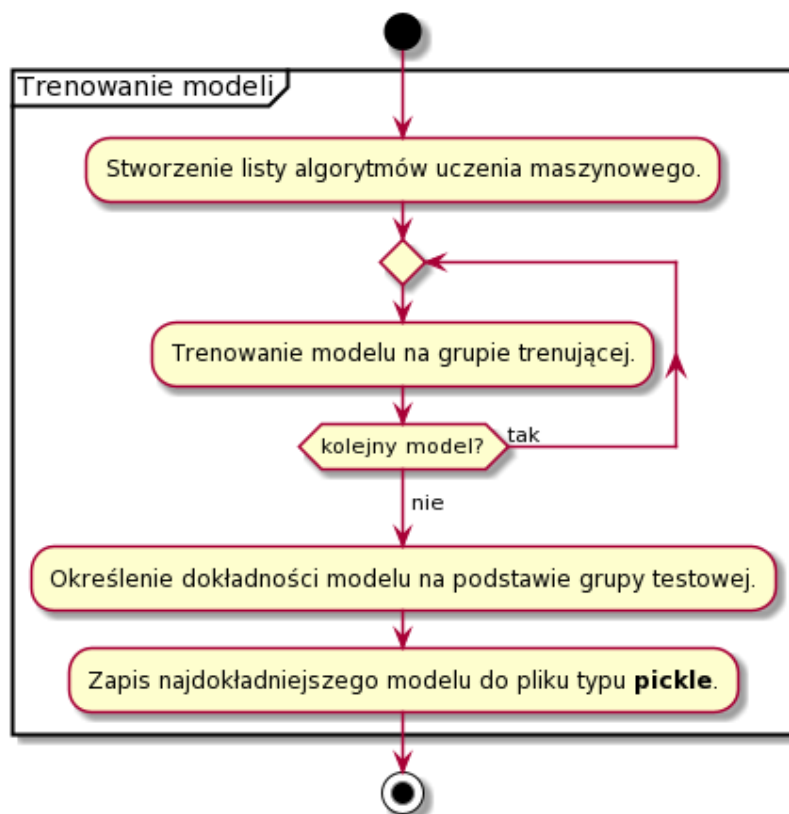 Trenowanie modeli
Stworzenie listy algorytmów uczenia maszynowego.
Trenowanie modelu na grupie trenującej.
kolejny model?
tak
nie
Określenie dokładności modelu na podstawie grupy testowej.
Zapis najdokładniejszego modelu do pliku typu pickle.